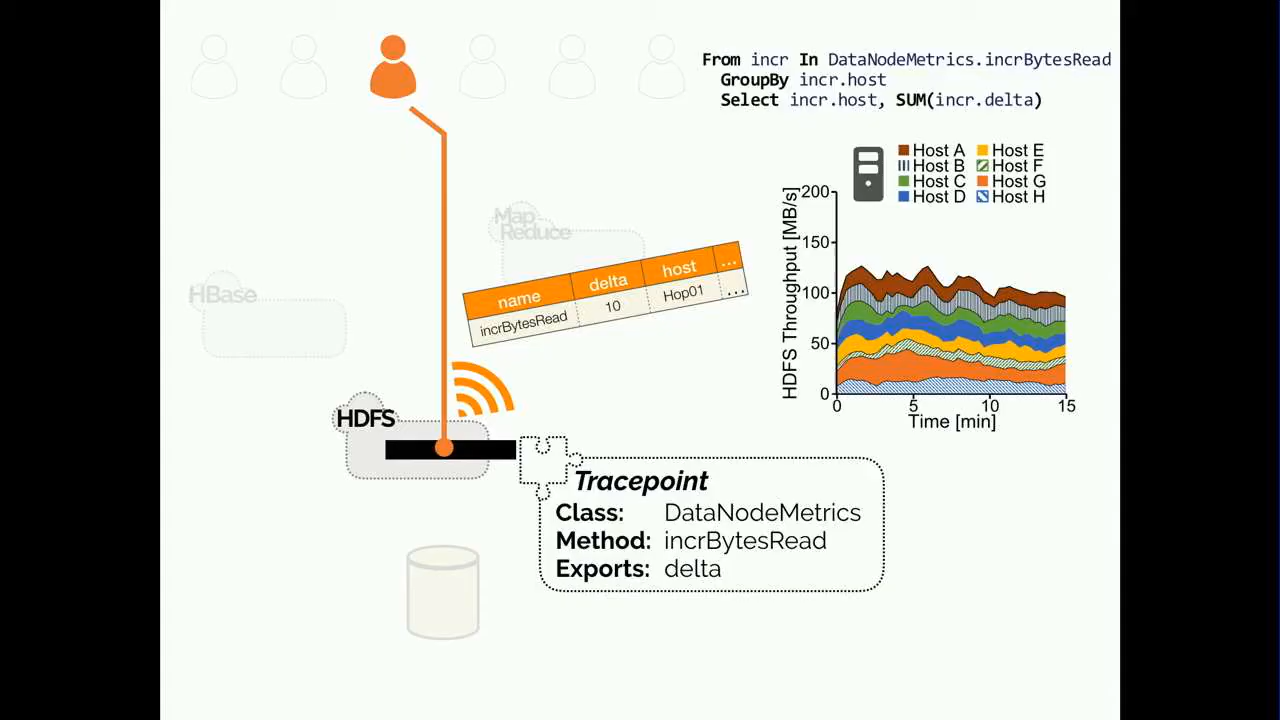 From incr In DataNodeMetrics.incrBytesRead
GroupBy incr.host
Select incr.host, SUM(incr.delta)
Host A
Host B
Host C
Host D
Host E
Host F
Host G
Host H
HDFS Throughput [MB/s]
200
150
100
50
0
0 5 10 15
Time [min]
Map
Reduce
HBase
name delta host ...
incrBytesRead 10 Hop01 ...
HDFS
Tracepoint
Class: DataNodeMetrics
Method: incrBytesRead
Exports: delta